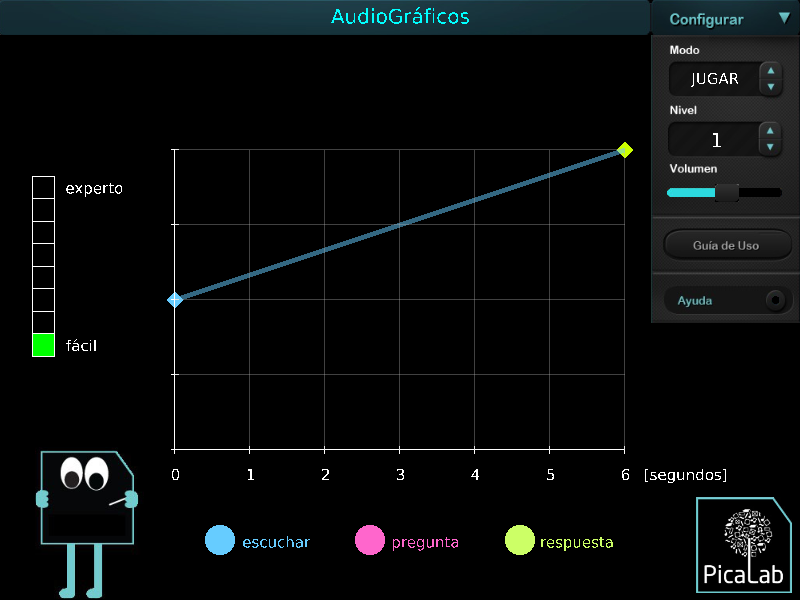 AudioGráficos
Configurar
Modo
JUGAR
Nivel
1
Volumen
Guía de Uso
Ayuda
experto
fácil
0 1 2 3 4 5 6 [segundos]
escuchar pregunta respuesta
PicaLab